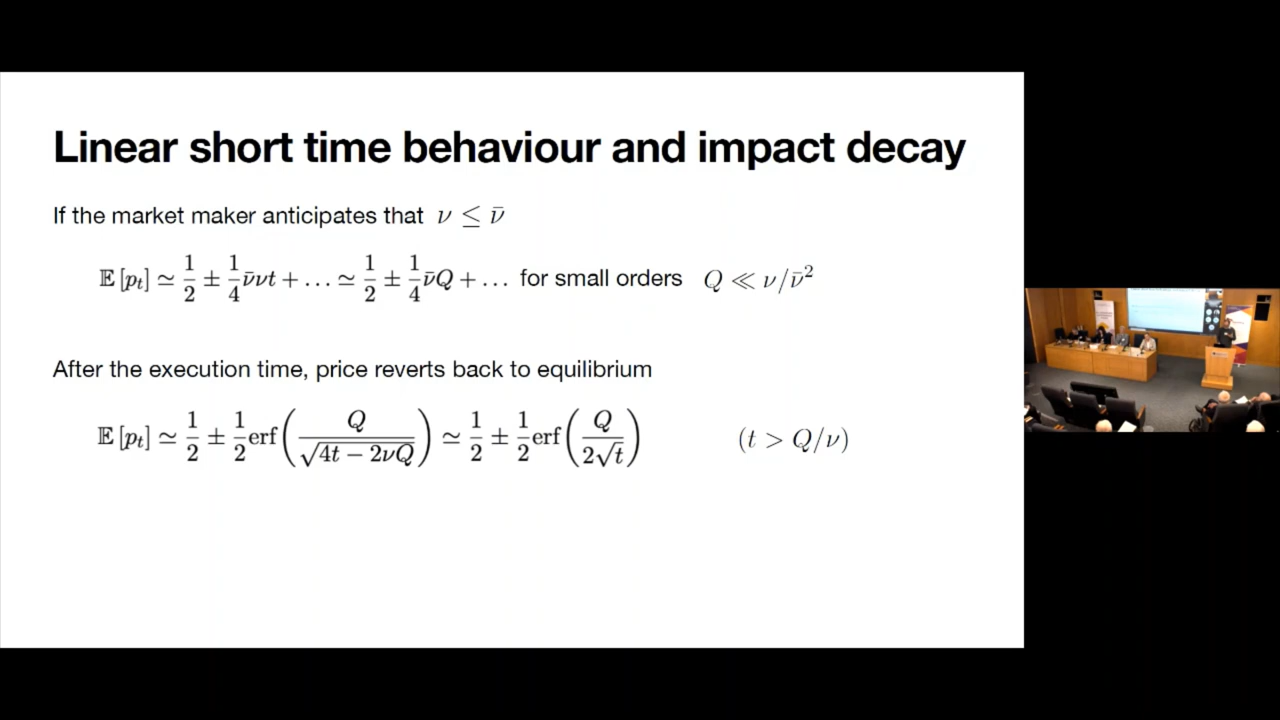 Linear short time behaviour and impact decay
If the market maker anticipates that ν ≤ ν̄
𝔼[pₜ] ≃ 1/2 ± 1/4 ν̄νt + … ≃ 1/2 ± 1/4 ν̄Q + … for small orders Q ≪ ν/ν̄²
After the execution time, price reverts back to equilibrium
𝔼[pₜ] ≃ 1/2 ± 1/2 erf(Q/√(4t − 2νQ)) ≃ 1/2 ± 1/2 erf(Q/(2√t)) (t > Q/ν)